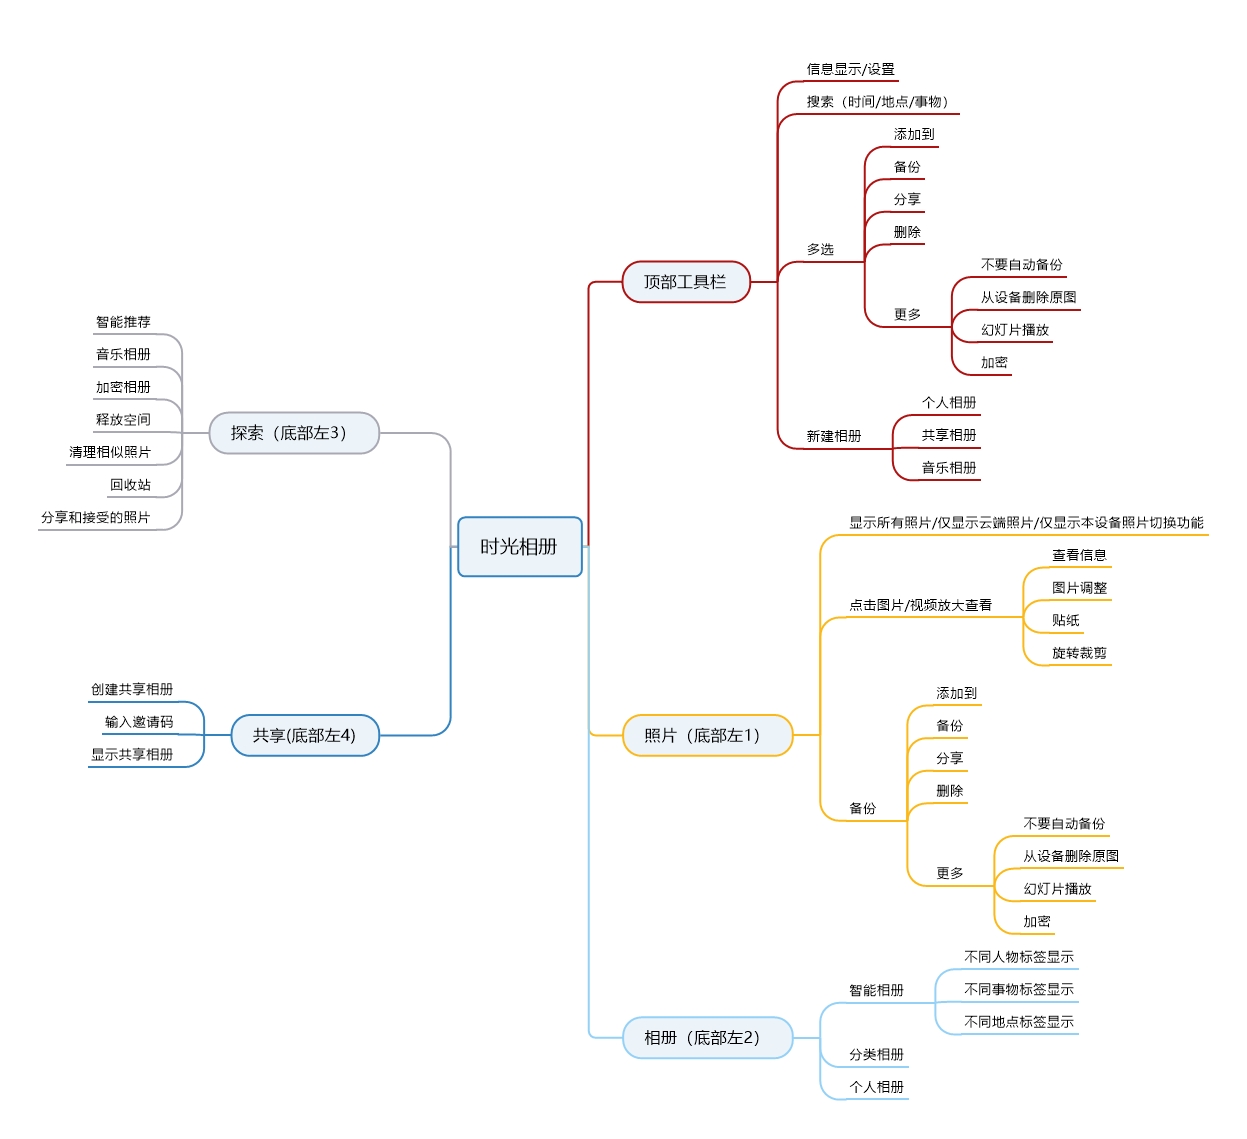 时光相册
顶部工具栏
信息显示/设置
搜索（时间/地点/事物）
多选
添加到
备份
分享
删除
更多
不要自动备份
从设备删除原图
幻灯片播放
加密
新建相册
个人相册
共享相册
音乐相册
照片（底部左1）
显示所有照片/仅显示云端照片/仅显示本设备照片切换功能
点击图片/视频放大查看
查看信息
图片调整
贴纸
旋转裁剪
备份
添加到
备份
分享
删除
更多
不要自动备份
从设备删除原图
幻灯片播放
加密
相册（底部左2）
智能相册
不同人物标签显示
不同事物标签显示
不同地点标签显示
分类相册
个人相册
探索（底部左3）
智能推荐
音乐相册
加密相册
释放空间
清理相似照片
回收站
分享和接受的照片
共享(底部左4)
创建共享相册
输入邀请码
显示共享相册